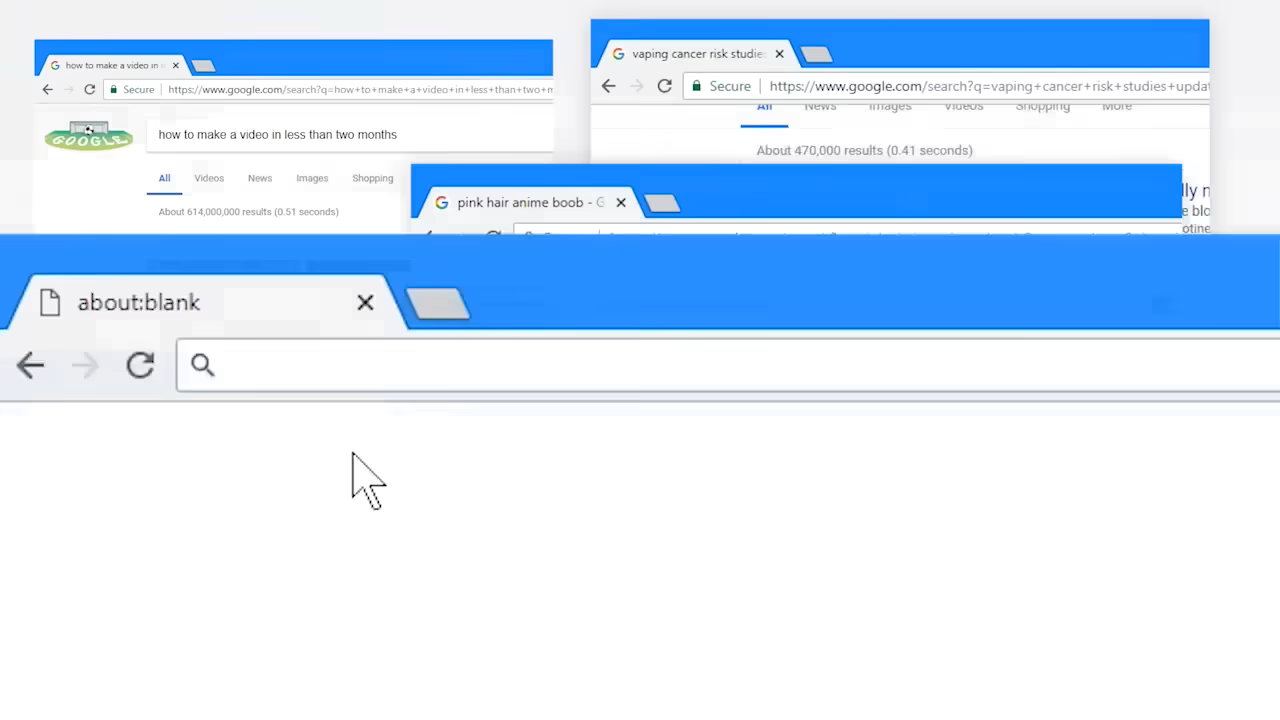 how to make a video in
Secure
https://www.google.com/search?q=how+to+make+a+video+in+less+than+two+m
GOOGLE
how to make a video in less than two months
All
Videos
News
Images
Shopping
About 614,000,000 results (0.51 seconds)
vaping cancer risk studies
Secure
https://www.google.com/search?q=vaping+cancer+risk+studies+updat
All
News
Images
Videos
Shopping
More
About 470,000 results (0.41 seconds)
pink hair anime boob - G
about:blank